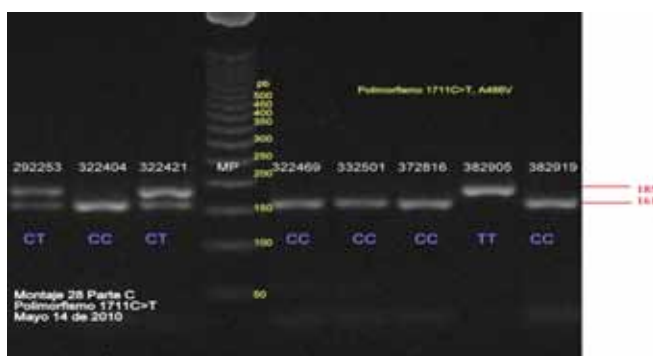 pb
Polimorfismo 1711C>T. A486V
500
450
400
350
300
250
200
292253 322404 322421 MP 322469 332501 372816 382905 382919
150
CT CC CT CC CC CC TT CC
100
50
Montaje 28 Parte C
Polimorfismo 1711C>T
Mayo 14 de 2010